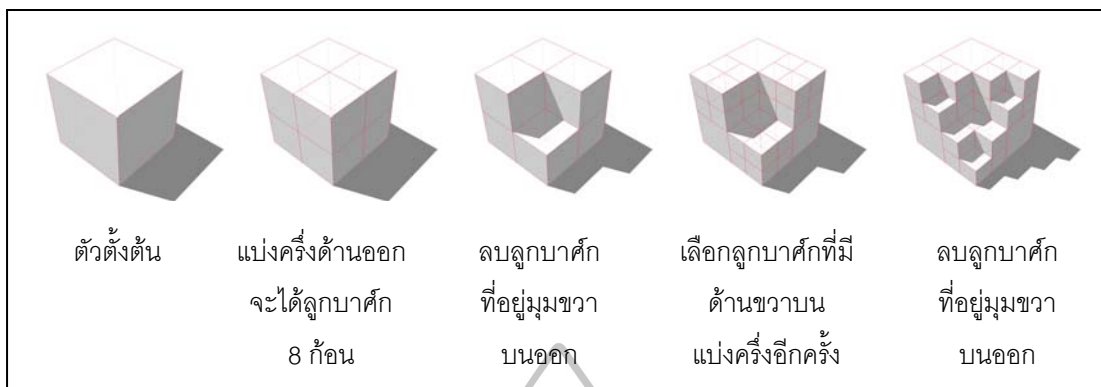 ตัวตั้งต้น
แบ่งครึ่งด้านออก
จะได้ลูกบาศ์ก
8 ก้อน
ลบลูกบาศ์ก
ที่อยู่มุมขวา
บนออก
เลือกลูกบาศ์กที่มี
ด้านขวาบน
แบ่งครึ่งอีกครั้ง
ลบลูกบาศ์ก
ที่อยู่มุมขวา
บนออก